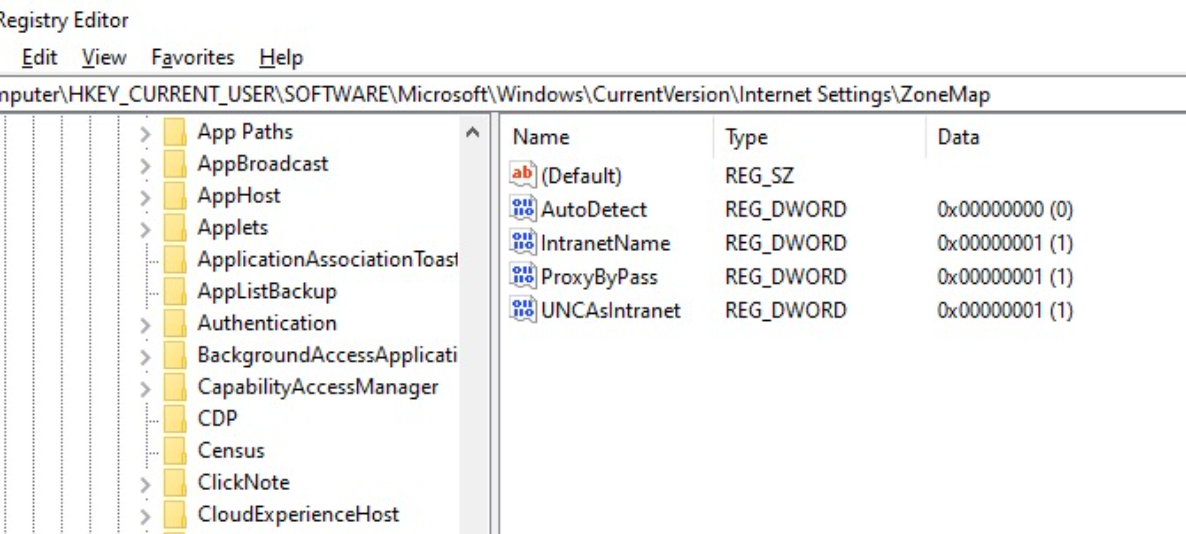 Registry Editor
Edit View Favorites Help
mputer\HKEY_CURRENT_USER\SOFTWARE\Microsoft\Windows\CurrentVersion\Internet Settings\ZoneMap
App Paths
AppBroadcast
AppHost
Applets
ApplicationAssociationToast
AppListBackup
Authentication
BackgroundAccessApplicati
CapabilityAccessManager
CDP
Census
ClickNote
CloudExperienceHost
Name Type Data
(Default) REG_SZ
AutoDetect REG_DWORD 0x00000000 (0)
IntranetName REG_DWORD 0x00000001 (1)
ProxyByPass REG_DWORD 0x00000001 (1)
UNCAsIntranet REG_DWORD 0x00000001 (1)